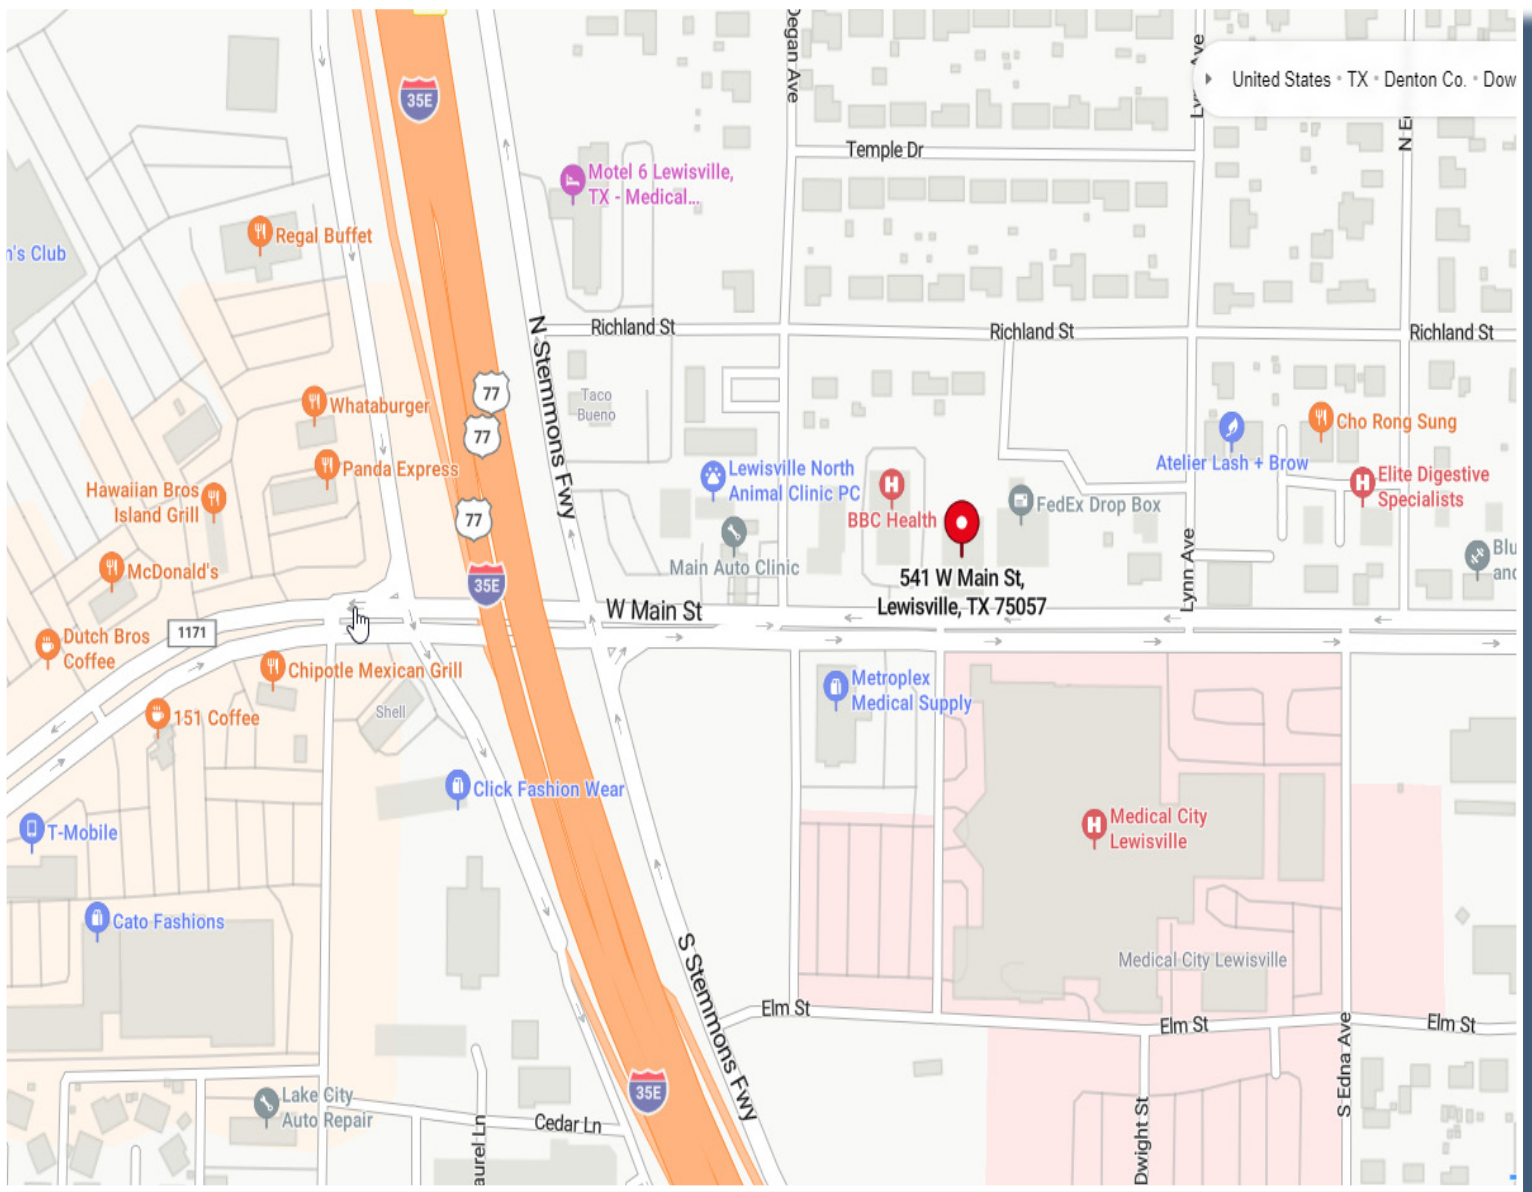 Degan Ave
35E
United States • TX • Denton Co. • Dow
Temple Dr
Motel 6 Lewisville,
TX - Medical...
Regal Buffet
n's Club
N Stemmons Fwy
Richland St
Richland St
Richland St
77
77
77
Taco
Bueno
Whataburger
Panda Express
Hawaiian Bros
Island Grill
McDonald's
Dutch Bros
Coffee
Lewisville North
Animal Clinic PC
Main Auto Clinic
BBC Health
FedEx Drop Box
541 W Main St,
Lewisville, TX 75057
Atelier Lash + Brow
Cho Rong Sung
Elite Digestive
Specialists
Lynn Ave
Blu
and
35E
W Main St
1171
Chipotle Mexican Grill
151 Coffee
Shell
Click Fashion Wear
T-Mobile
Cato Fashions
Metroplex
Medical Supply
Medical City
Lewisville
Medical City Lewisville
S Stemmons Fwy
Elm St
Elm St
Elm St
S Edna Ave
Dwight St
35E
Lake City
Auto Repair
Cedar Ln
aurel Ln